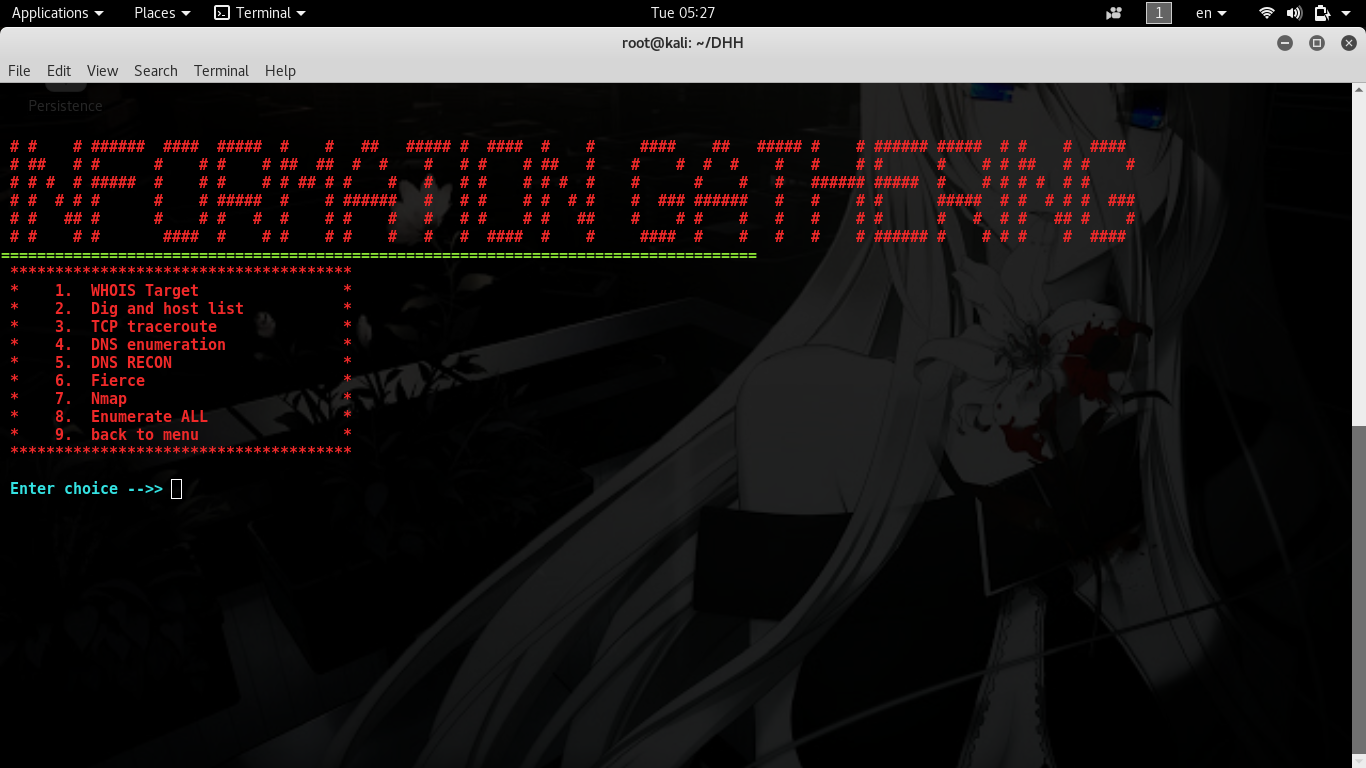 Applications Places Terminal Tue 05:27 1 en
root@kali: ~/DHH
File Edit View Search Terminal Help
Persistence
INFORMATION GATHERING
====================================================================================
**************************************
* 1. WHOIS Target *
* 2. Dig and host list *
* 3. TCP traceroute *
* 4. DNS enumeration *
* 5. DNS RECON *
* 6. Fierce *
* 7. Nmap *
* 8. Enumerate ALL *
* 9. back to menu *
**************************************
Enter choice -->>